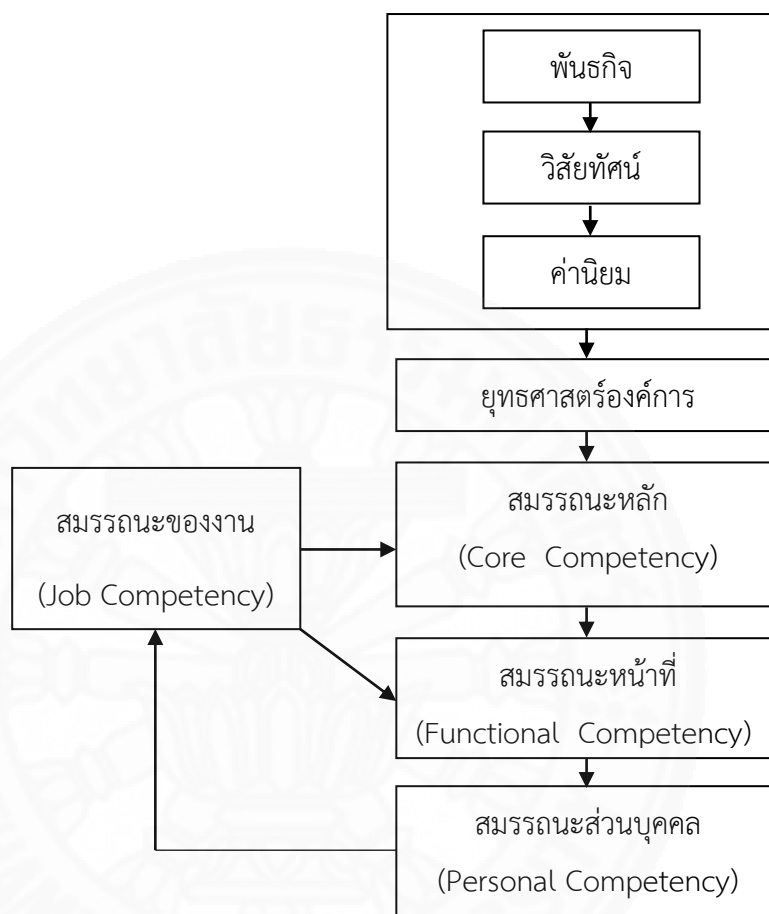 พันธกิจ
วิสัยทัศน์
ค่านิยม
ยุทธศาสตร์องค์การ
สมรรถนะของงาน
(Job Competency)
สมรรถนะหลัก
(Core Competency)
สมรรถนะหน้าที่
(Functional Competency)
สมรรถนะส่วนบุคคล
(Personal Competency)